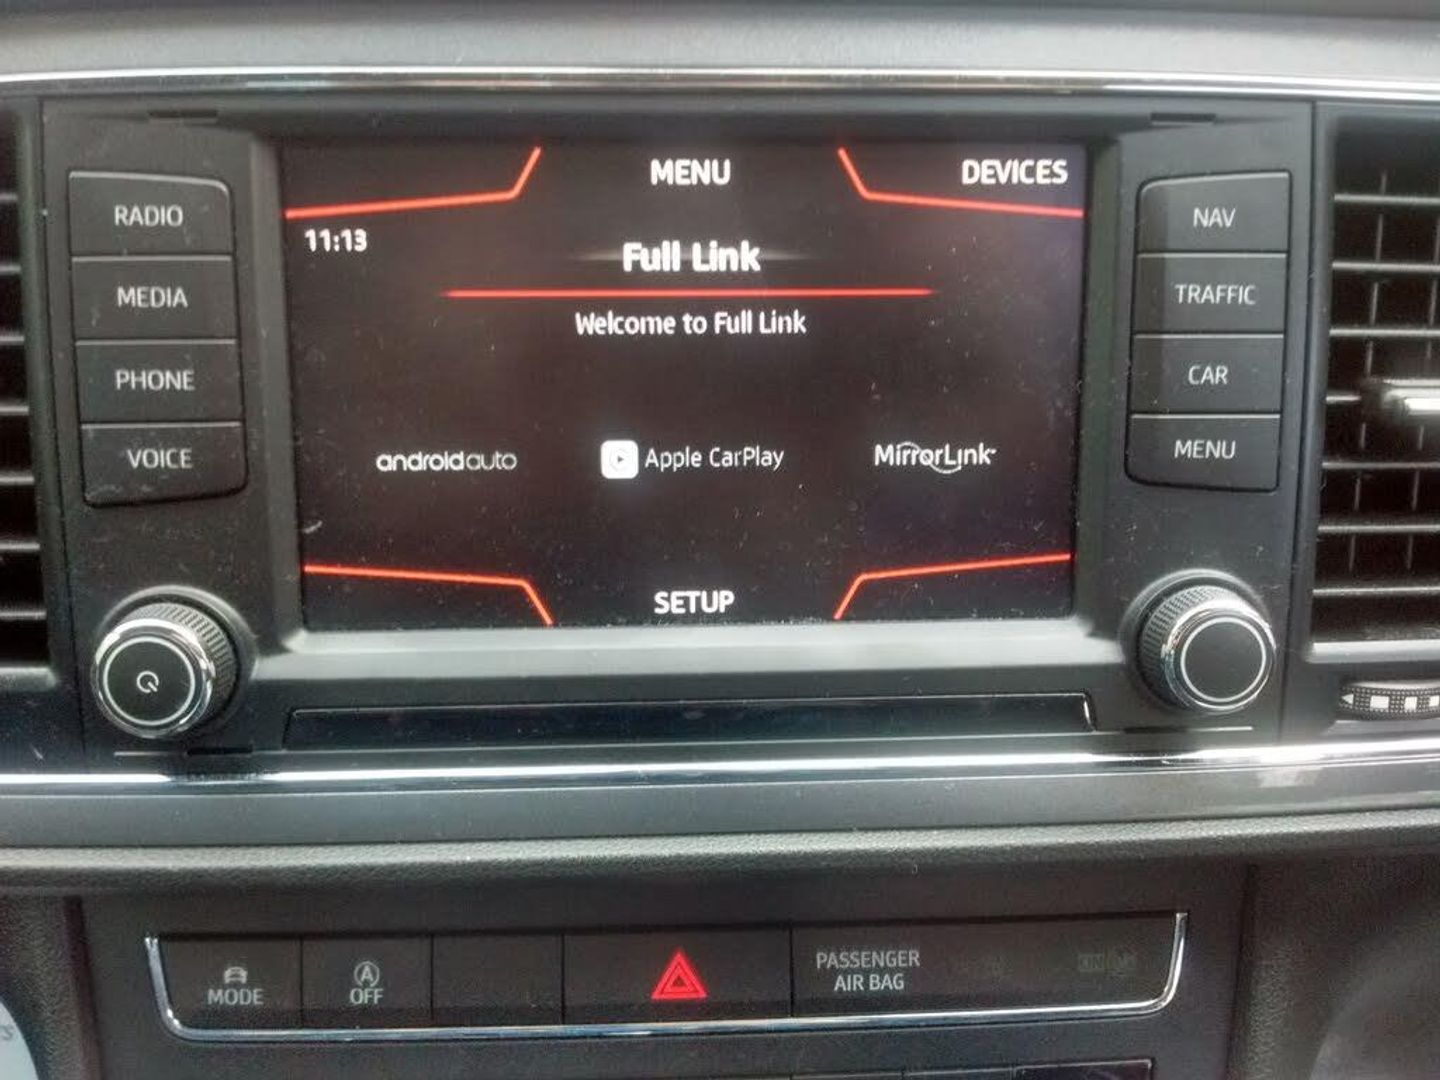 MENU
DEVICES
11:13
Full Link
Welcome to Full Link
androidauto
Apple CarPlay
MirrorLink
SETUP
RADIO
MEDIA
PHONE
VOICE
NAV
TRAFFIC
CAR
MENU
MODE
A
OFF
PASSENGER
AIR BAG